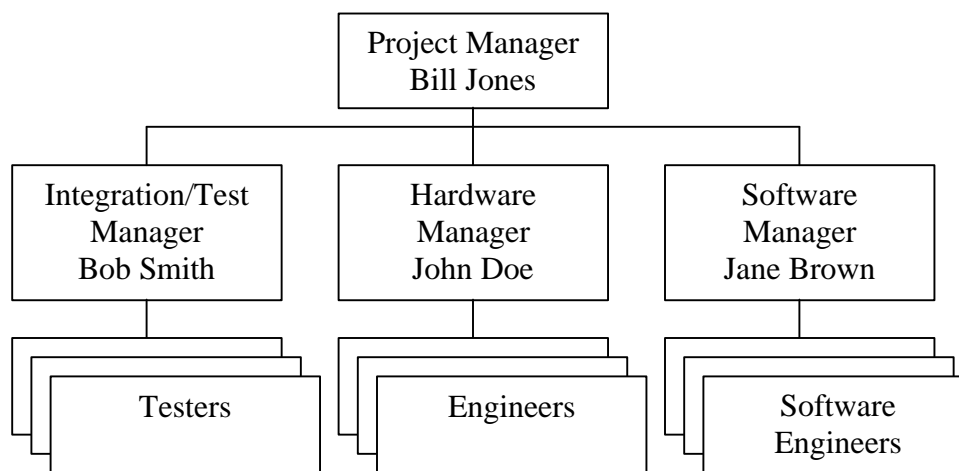 Project Manager
Bill Jones
Integration/Test
Manager
Bob Smith
Hardware
Manager
John Doe
Software
Manager
Jane Brown
Testers
Engineers
Software
Engineers